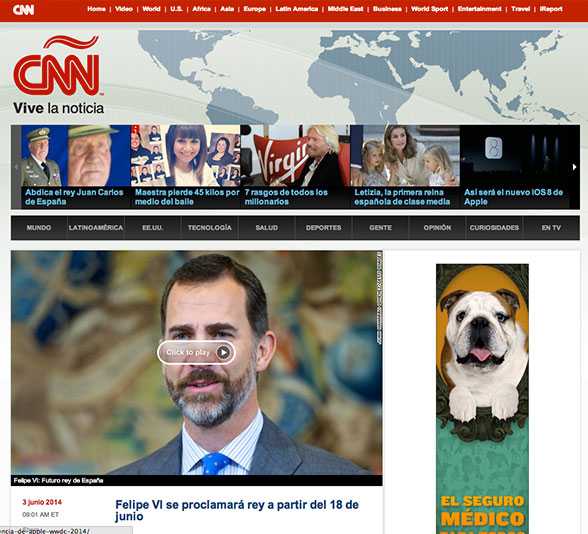 CNN
Home | Video | World | U.S. | Africa | Asia | Europe | Latin America | Middle East | Business | World Sport | Entertainment | Travel | iReport
CNN
Vive la noticia
Virgin
8
Abdica el rey Juan Carlos de España
Maestra pierde 45 kilos por medio del baile
7 rasgos de todos los milionarios
Letizia, la primera reina española de clase media
Así será el nuevo iOS 8 de Apple
MUNDO
LATINOAMÉRICA
EE.UU.
TECNOLOGÍA
SALUD
DEPORTES
GENTE
OPINIÓN
CURIOSIDADES
EN TV
Click to play
Felipe VI: Futuro rey de España
3 junio 2014
09:01 AM ET
Felipe VI se proclamará rey a partir del 18 de
junio
encia-de-apple-wwdc-2014/
EL SEGURO
MÉDICO